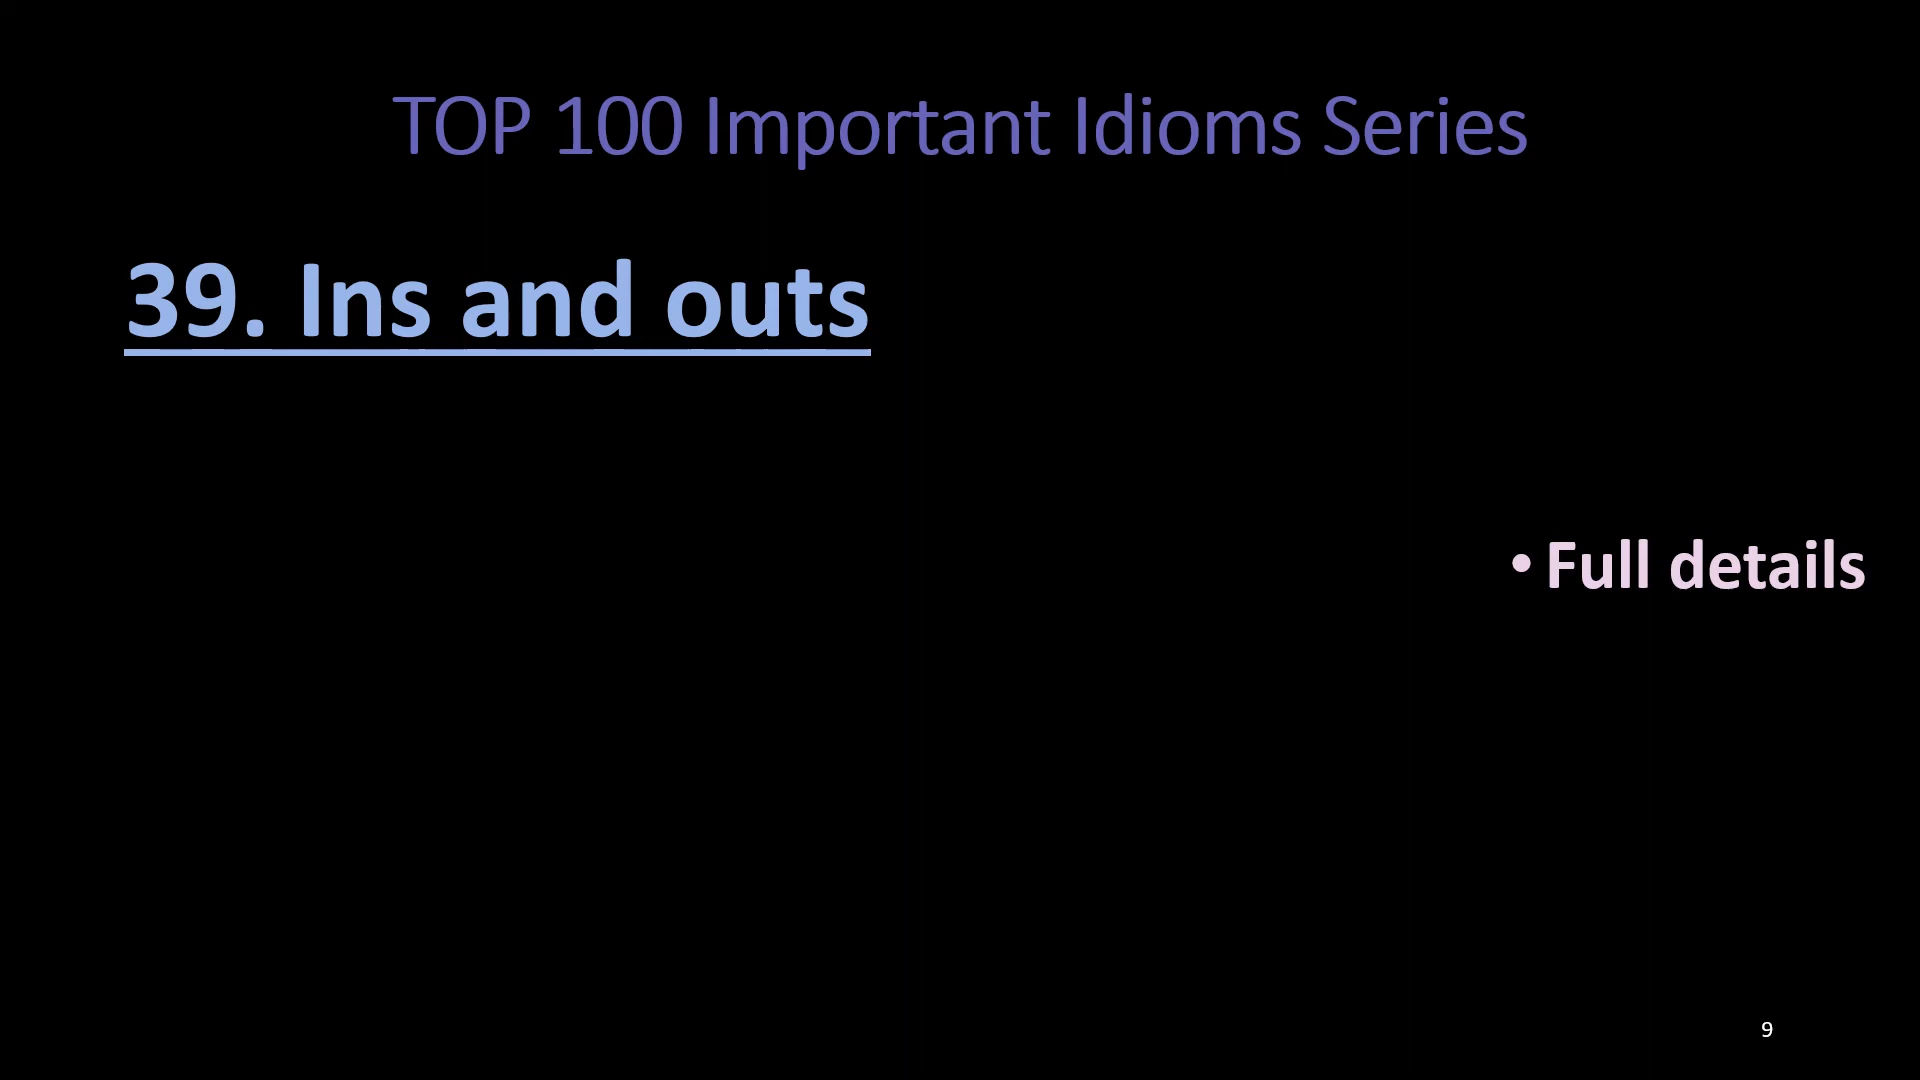 TOP 100 Important Idioms Series
39. Ins and outs
• Full details
9